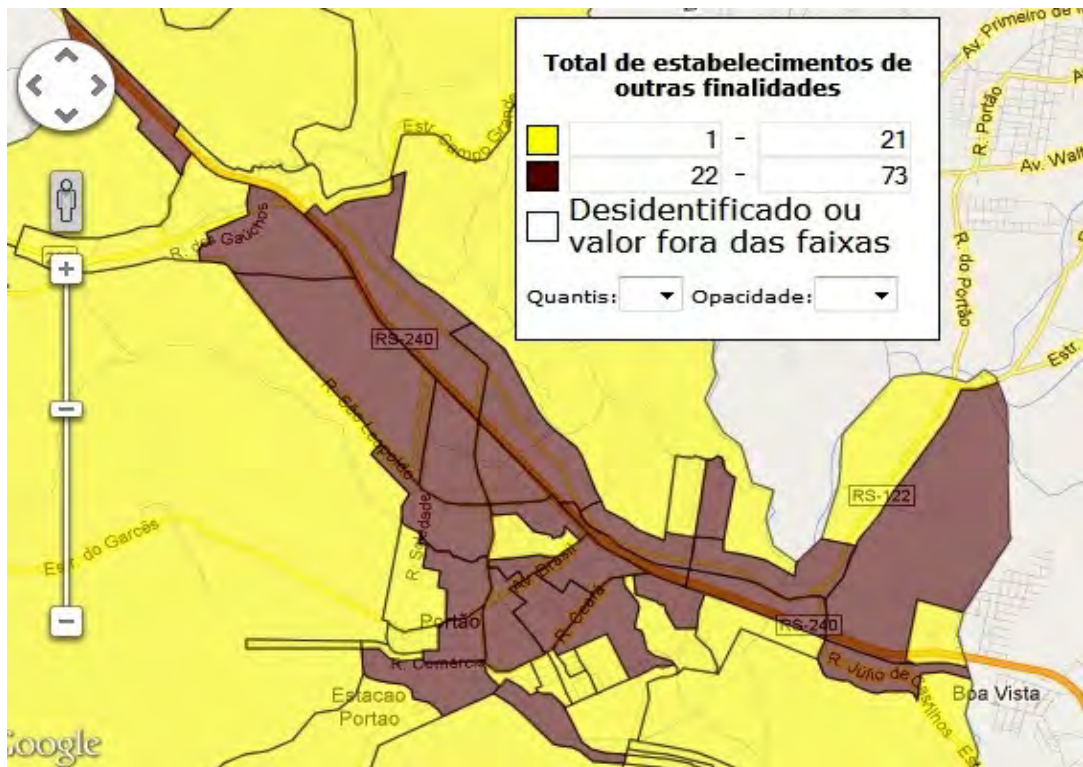 Total de estabelecimentos de
outras finalidades
1 - 21
22 - 73
Desidentificado ou
valor fora das faixas
Quantis: Opacidade:
Av. Primeiro de
R. Portão
Av. Walt
R. do Portão
Estr.
Estr. Campo Grande
R. dos Gaúchos
RS-240
R. São Leopoldo
R. Saledade
Estr. do Garcês
RS-122
Av. Brasil
R. Ceará
Portão
R. Comércio
Estacao
Portao
RS-240
R. Júlio de Castilhos
Boa Vista
Google